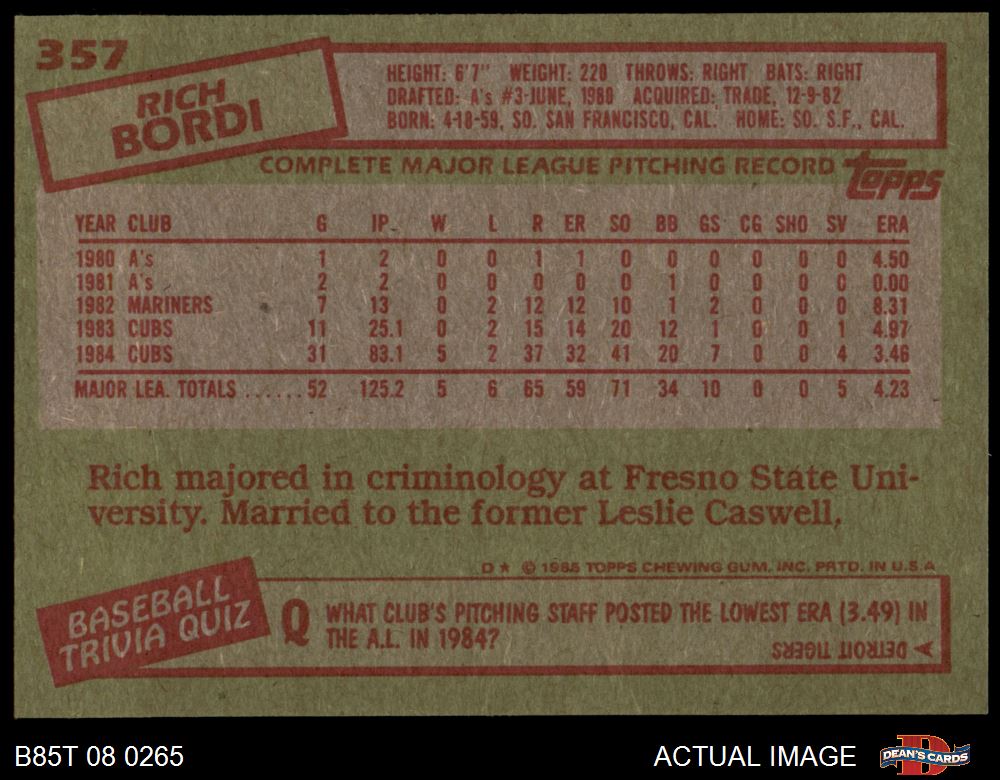 357
RICH
BORDI
HEIGHT: 6'7" WEIGHT: 220 THROWS: RIGHT BATS: RIGHT
DRAFTED: A's #3-JUNE, 1980 ACQUIRED: TRADE, 12-9-82
BORN: 4-18-59, SO. SAN FRANCISCO, CAL. HOME: SO. S.F., CAL.
COMPLETE MAJOR LEAGUE PITCHING RECORD topps
YEAR CLUB G IP. W L R ER SO BB GS CG SHO SV ERA
1980 A's 1 2 0 0 1 1 0 0 0 0 0 0 4.50
1981 A's 2 2 0 0 0 0 0 1 0 0 0 0 0.00
1982 MARINERS 7 13 0 2 12 12 10 1 2 0 0 0 8.31
1983 CUBS 11 25.1 0 2 15 14 20 12 1 0 0 1 4.97
1984 CUBS 31 83.1 5 2 37 32 41 20 7 0 0 4 3.46
MAJOR LEA. TOTALS ...... 52 125.2 5 6 65 59 71 34 10 0 0 5 4.23
Rich majored in criminology at Fresno State Uni-
versity. Married to the former Leslie Caswell.
D★ © 1985 TOPPS CHEWING GUM, INC. PRTD. IN U.S.A
BASEBALL
TRIVIA QUIZ
Q WHAT CLUB'S PITCHING STAFF POSTED THE LOWEST ERA (3.49) IN
THE A.L. IN 1984?
A DETROIT TIGERS
B85T 08 0265 ACTUAL IMAGE D DEAN'S CARDS